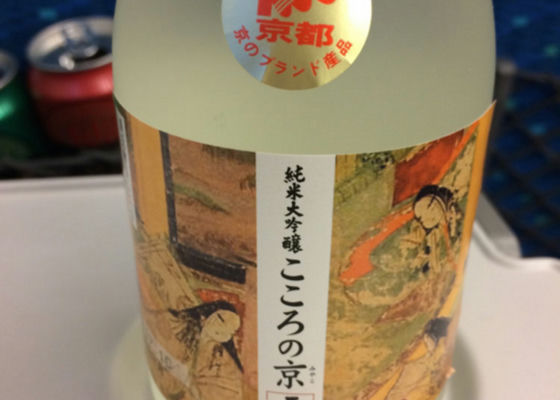 京都
京のブランド産品
純米大吟醸
こころの京
みやこ